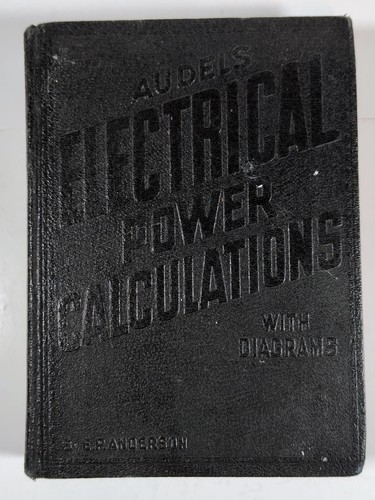 AUDELS
ELECTRICAL
POWER
CALCULATIONS
WITH
DIAGRAMS
E.P. ANDERSON